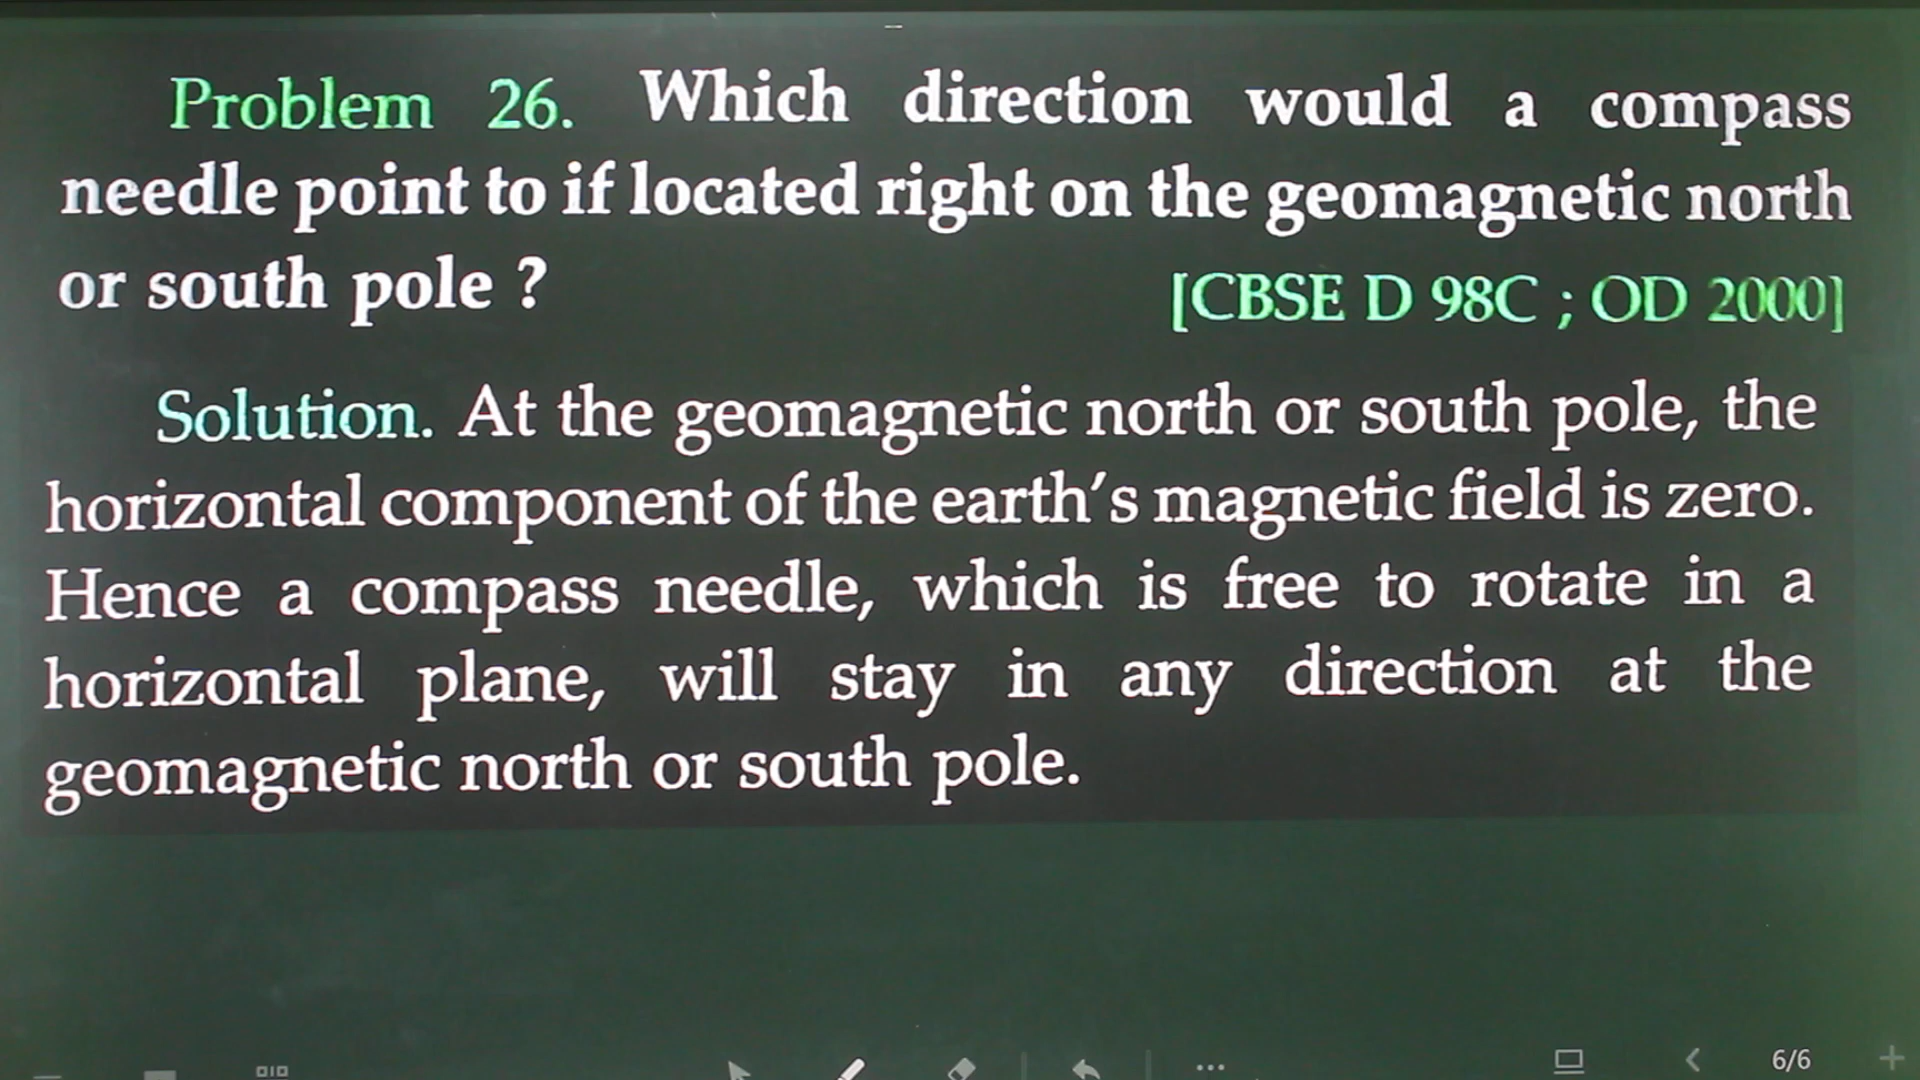 Problem 26. Which direction would a compass
needle point to if located right on the geomagnetic north
or south pole ? [CBSE D 98C ; OD 2000]
Solution. At the geomagnetic north or south pole, the
horizontal component of the earth's magnetic field is zero.
Hence a compass needle, which is free to rotate in a
horizontal plane, will stay in any direction at the
geomagnetic north or south pole.
6/6